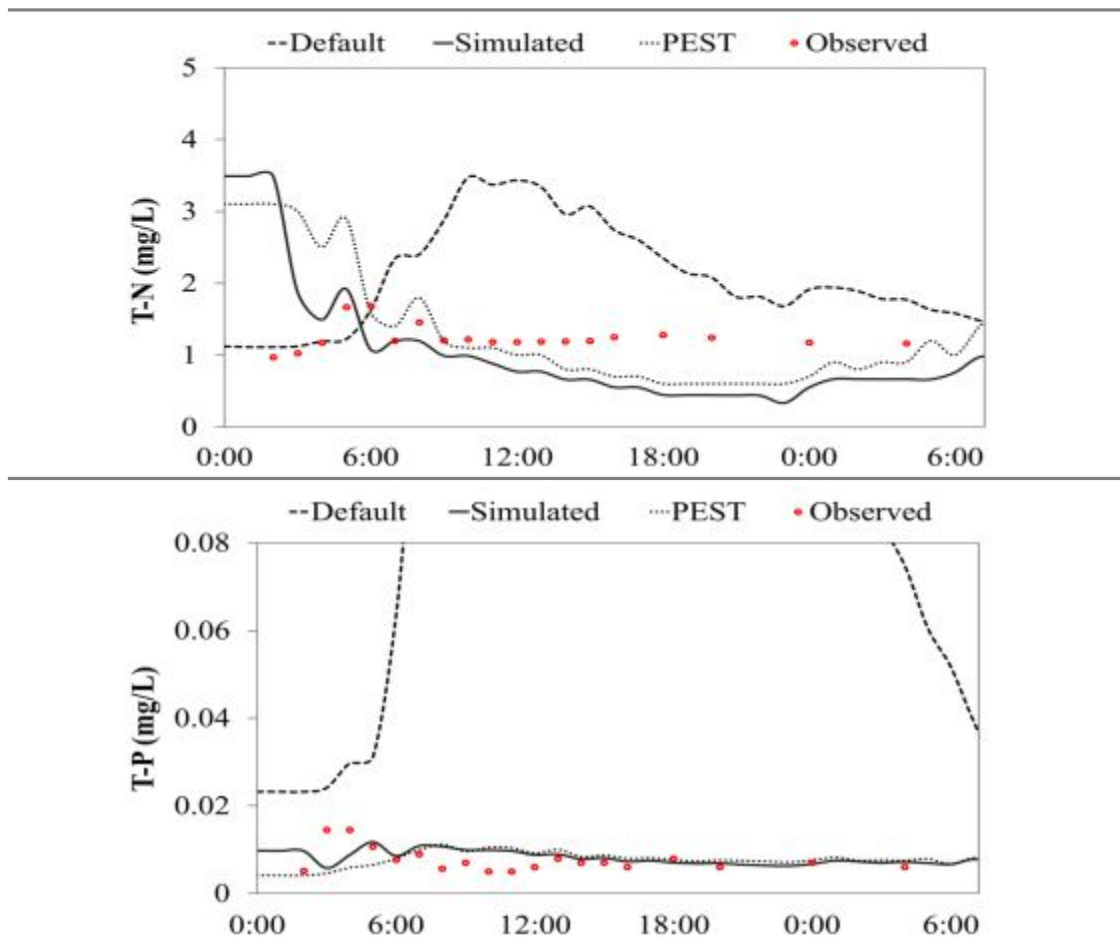 Default Simulated PEST Observed
5
4
3
2
1
0
T-N (mg/L)
0:00 6:00 12:00 18:00 0:00 6:00
Default Simulated PEST Observed
0.08
0.06
0.04
0.02
0
T-P (mg/L)
0:00 6:00 12:00 18:00 0:00 6:00